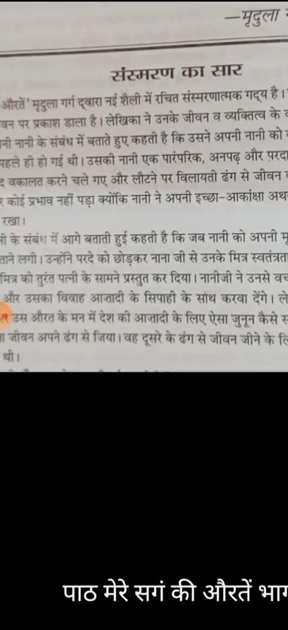 —मृदुला
संस्मरण का सार
औरतें' मृदुला गर्ग द्वारा नई शैली में रचित संस्मरणात्मक गद्य है।
वन पर प्रकाश डाला है। लेखिका ने उनके जीवन व व्यक्तित्व के
नी नानी के संबंध में बताते हुए कहती है कि उसने अपनी नानी को
पहले ही हो गई थी। उसकी नानी एक पारंपरिक, अनपढ़ और परदा
वकालत करने चले गए और लौटने पर विलायती ढंग से जीवन
कोई प्रभाव नहीं पड़ा क्योंकि नानी ने अपनी इच्छा-आकांक्षा अथ
रखा।
नी के संबंध में आगे बताती हुई कहती है कि जब नानी को अपनी मृ
ताने लगी। उन्होंने परदे को छोड़कर नाना जी से उनके मित्र स्वतंत्रता
मित्र को तुरंत पत्नी के सामने प्रस्तुत कर दिया। नानीजी ने उनसे वच
और उसका विवाह आज़ादी के सिपाही के साथ करवा देंगे। ले
उस औरत के मन में देश की आज़ादी के लिए ऐसा जुनून कैसे स
जीवन अपने ढंग से जिया। वह दूसरे के ढंग से जीवन जीने के लि
थी।
पाठ मेरे सगं की औरतें भाग